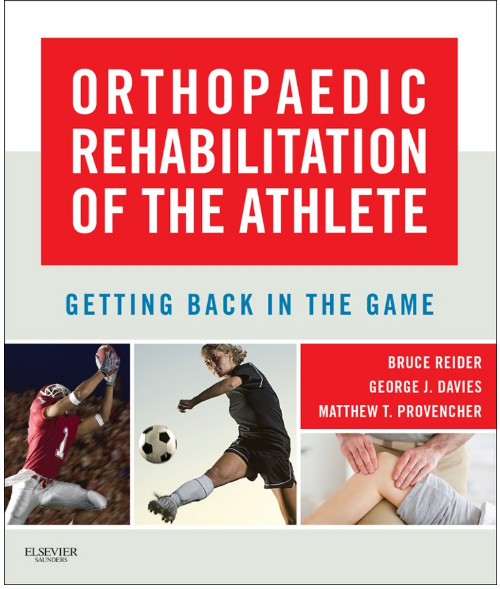 ORTHOPAEDIC
REHABILITATION
OF THE ATHLETE
GETTING BACK IN THE GAME
BRUCE REIDER
GEORGE J. DAVIES
MATTHEW T. PROVENCHER
1
ELSEVIER
SAUNDERS